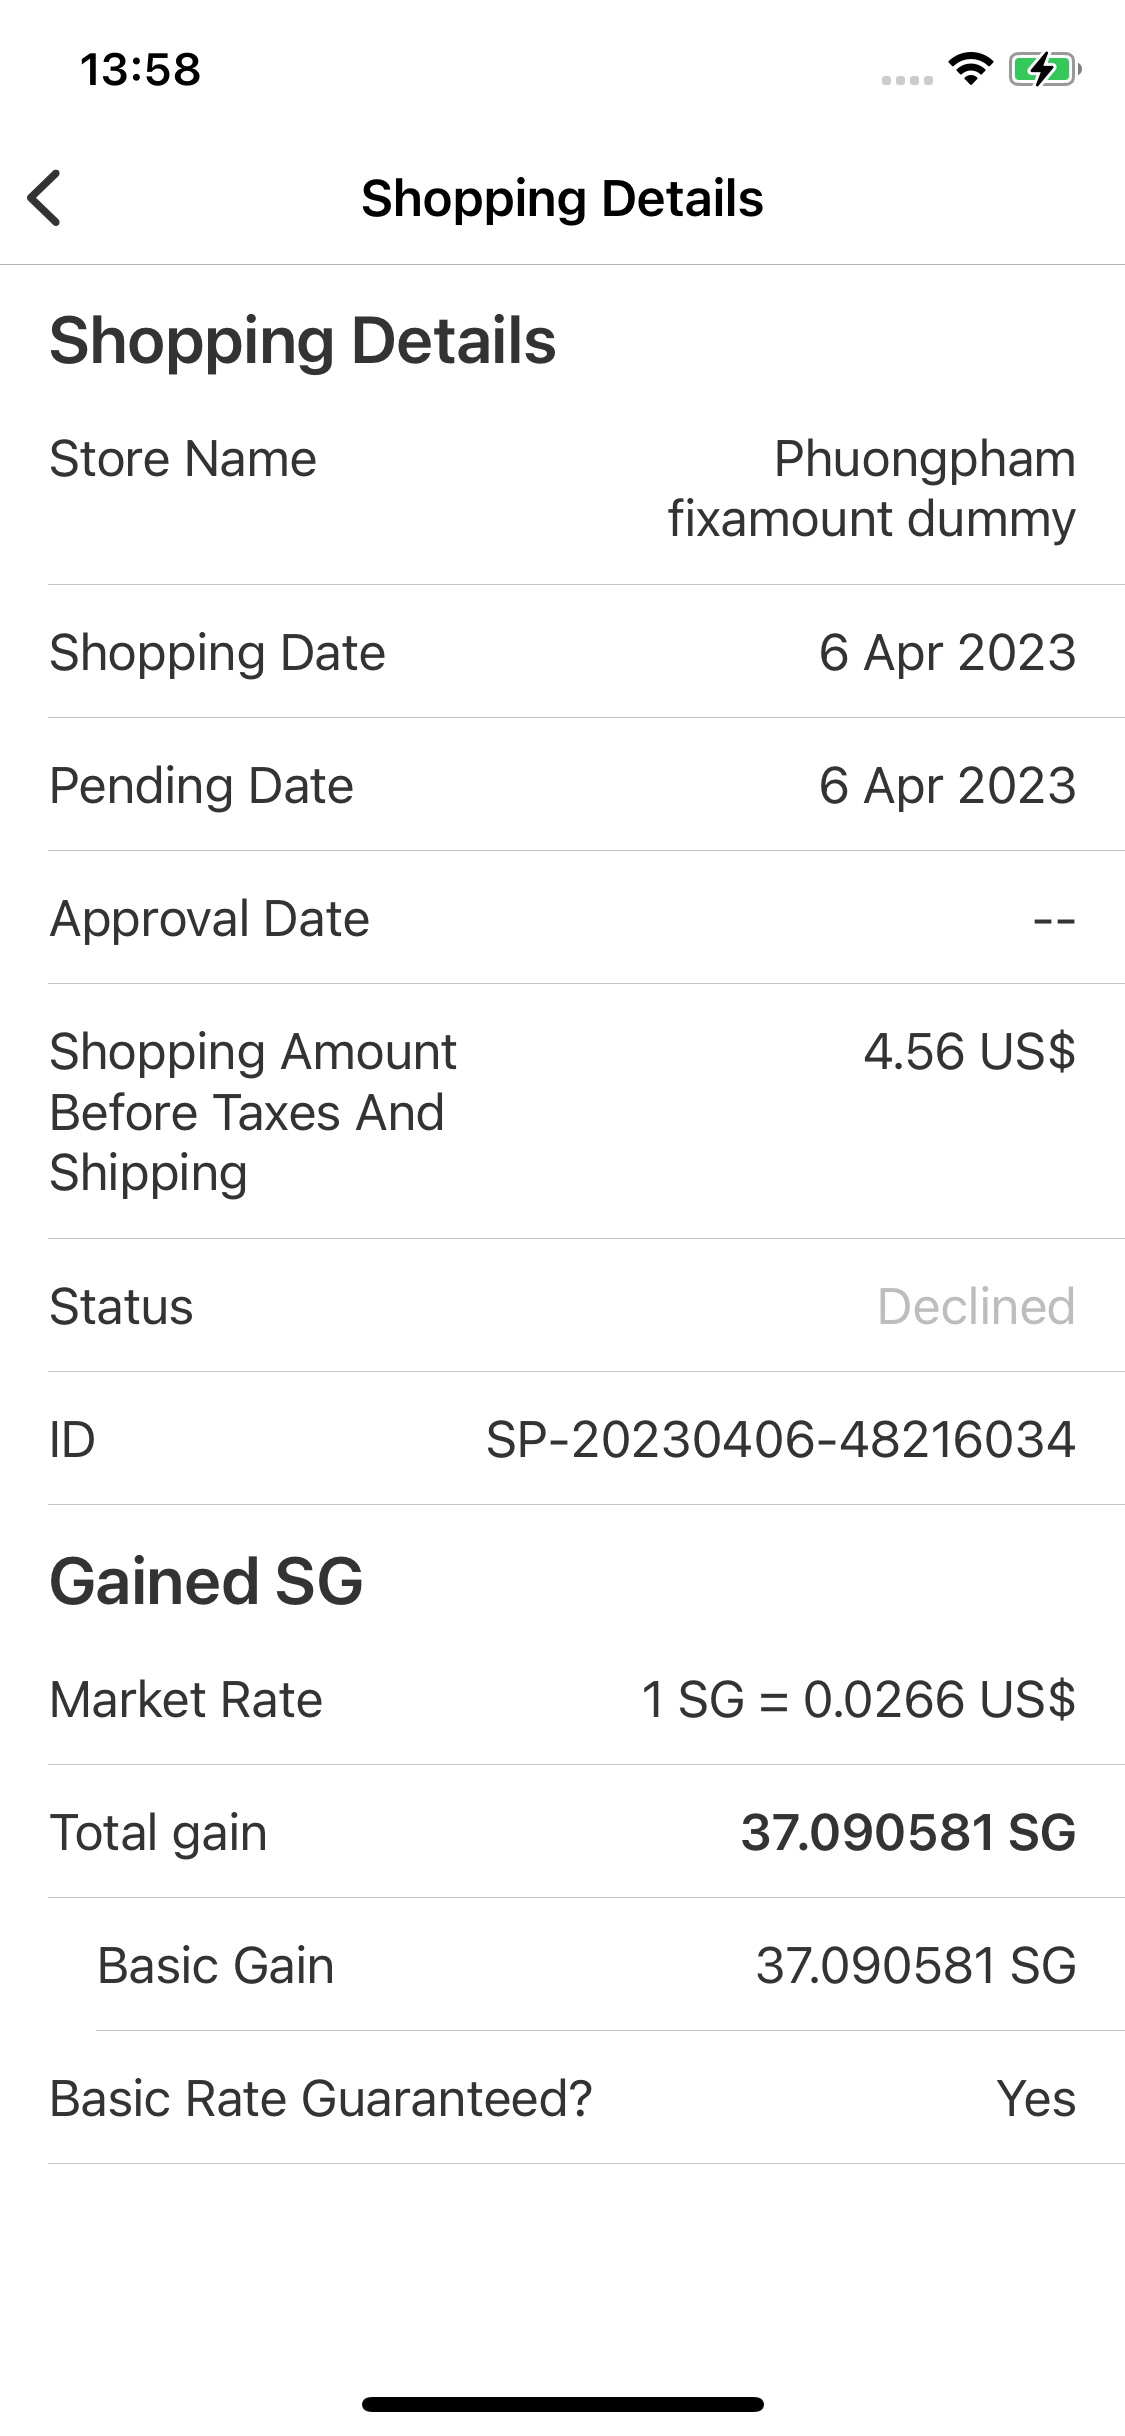 13:58
Shopping Details
Shopping Details
Store Name
Phuongpham
fixamount dummy
Shopping Date
6 Apr 2023
Pending Date
6 Apr 2023
Approval Date
--
Shopping Amount
Before Taxes And
Shipping
4.56 US$
Status
Declined
ID
SP-20230406-48216034
Gained SG
Market Rate
1 SG = 0.0266 US$
Total gain
37.090581 SG
Basic Gain
37.090581 SG
Basic Rate Guaranteed?
Yes